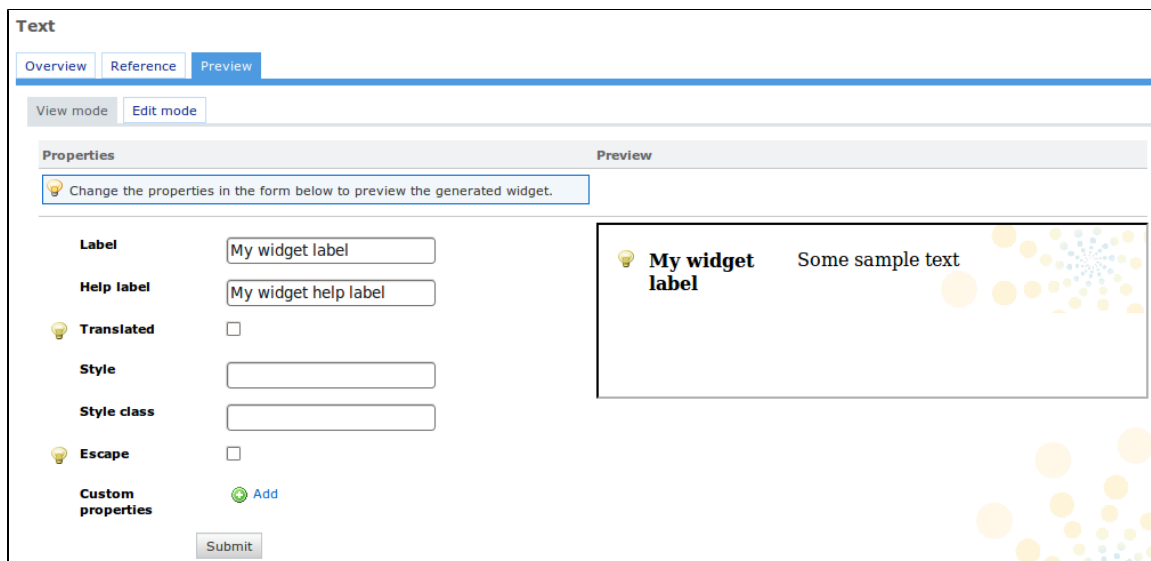 Text
Overview Reference Preview
View mode Edit mode
Properties Preview
Change the properties in the form below to preview the generated widget.
Label My widget label
My widget Some sample text
label
Help label My widget help label
Translated
Style
Style class
Escape
Custom Add
properties
Submit